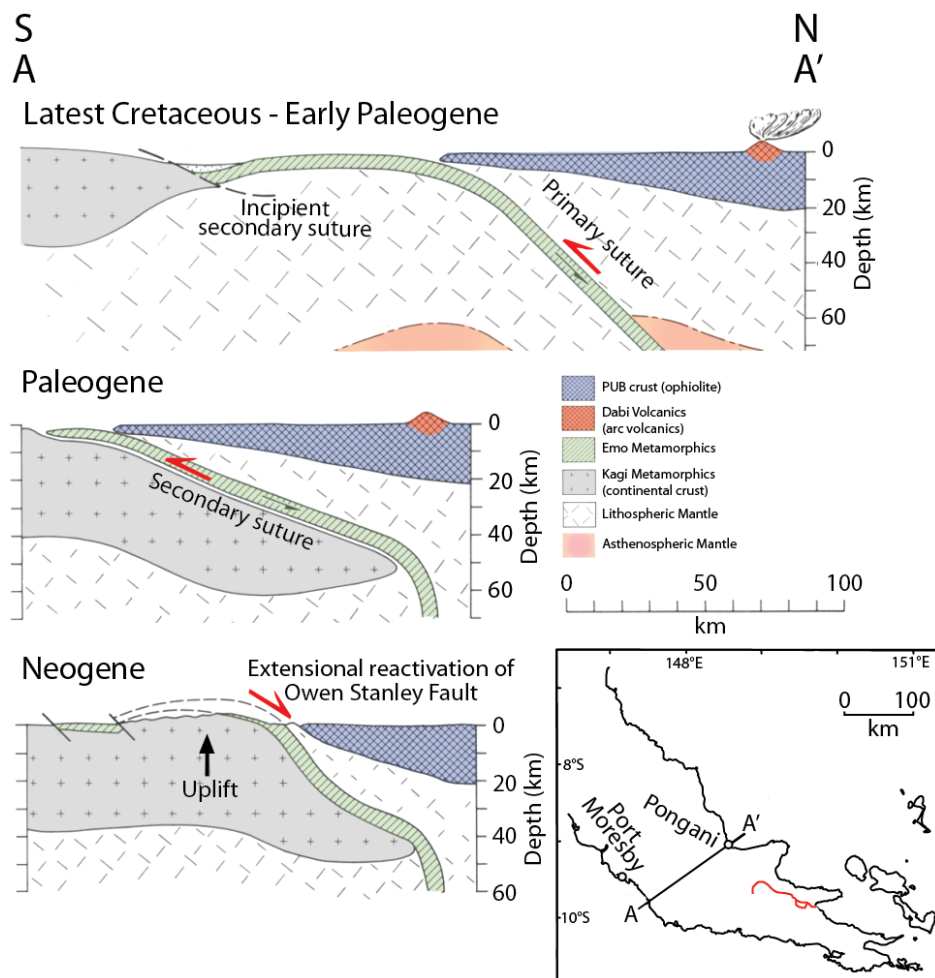 S
A
N
A'
Latest Cretaceous - Early Paleogene
Incipient
secondary suture
Primary suture
0
20
40
60
Depth (km)
Paleogene
Secondary suture
0
20
40
60
Depth (km)
PUB crust (ophiolite)
Dabi Volcanics
(arc volcanics)
Emo Metamorphics
Kagi Metamorphics
(continental crust)
Lithospheric Mantle
Asthenospheric Mantle
0 50 100
km
Neogene
Extensional reactivation of
Owen Stanley Fault
Uplift
0
20
40
60
Depth (km)
148°E 151°E
0 100
km
8°S
Port
Moresby
Pongani
A'
A
10°S